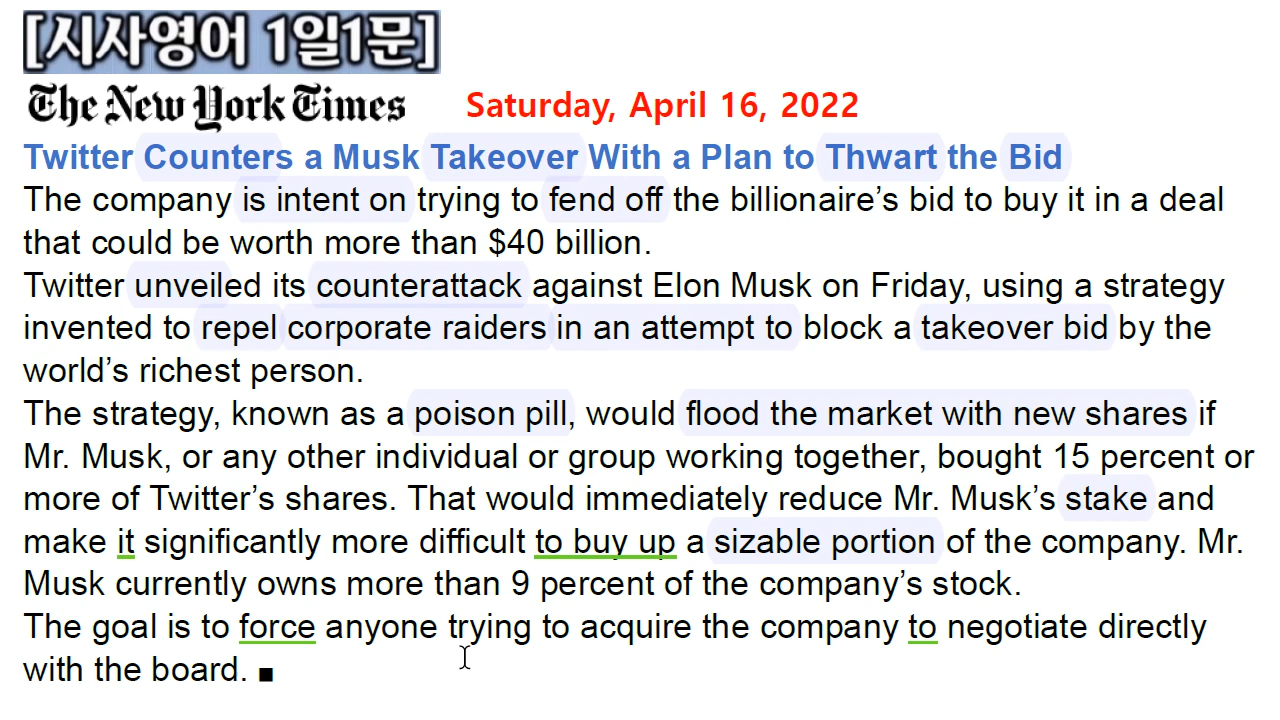 [시사영어 1일1문]
The New York Times Saturday, April 16, 2022
Twitter Counters a Musk Takeover With a Plan to Thwart the Bid
The company is intent on trying to fend off the billionaire’s bid to buy it in a deal
that could be worth more than $40 billion.
Twitter unveiled its counterattack against Elon Musk on Friday, using a strategy
invented to repel corporate raiders in an attempt to block a takeover bid by the
world’s richest person.
The strategy, known as a poison pill, would flood the market with new shares if
Mr. Musk, or any other individual or group working together, bought 15 percent or
more of Twitter’s shares. That would immediately reduce Mr. Musk’s stake and
make it significantly more difficult to buy up a sizable portion of the company. Mr.
Musk currently owns more than 9 percent of the company’s stock.
The goal is to force anyone trying to acquire the company to negotiate directly
with the board. ■